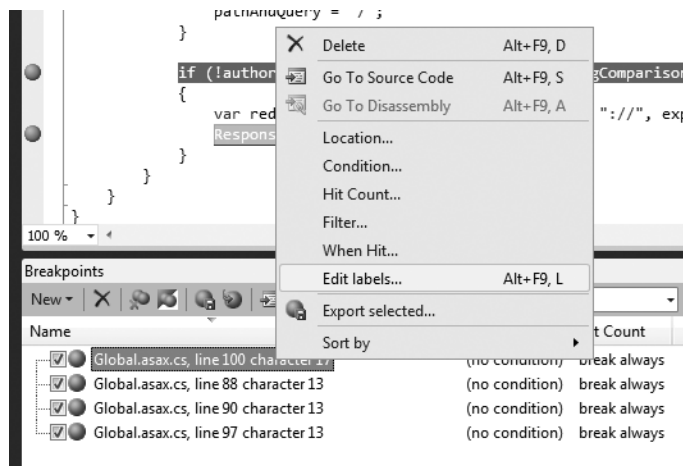 pathAndQuery = "/";
}
if (!author gComparison
{
var red "://", exp
Respons
}
}
}
}
100 %
Delete Alt+F9, D
Go To Source Code Alt+F9, S
Go To Disassembly Alt+F9, A
Location...
Condition...
Hit Count...
Filter...
When Hit...
Edit labels... Alt+F9, L
Export selected...
Sort by
Breakpoints
New
Name t Count
Global.asax.cs, line 100 character 17 (no condition) break always
Global.asax.cs, line 88 character 13 (no condition) break always
Global.asax.cs, line 90 character 13 (no condition) break always
Global.asax.cs, line 97 character 13 (no condition) break always